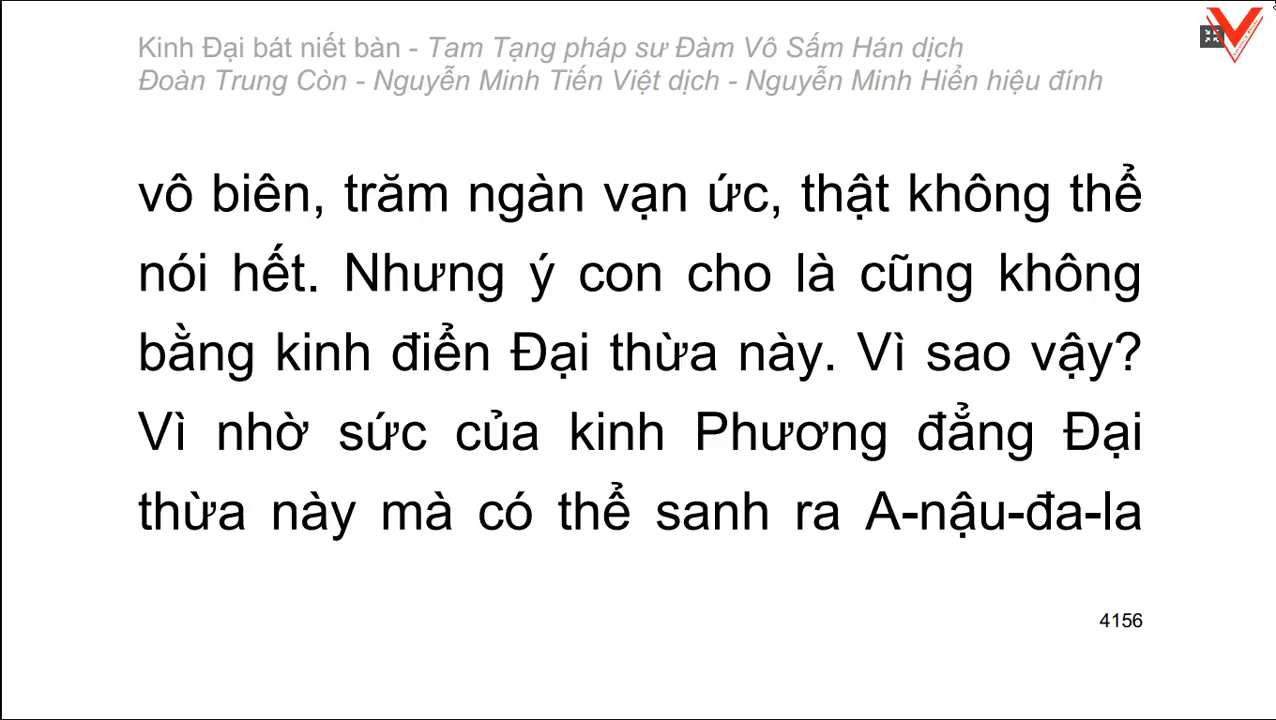 Kinh Đại bát niết bàn - Tam Tạng pháp sư Đàm Vô Sấm Hán dịch
Đoàn Trung Còn - Nguyễn Minh Tiến Việt dịch - Nguyễn Minh Hiển hiệu đính
vô biên, trăm ngàn vạn ức, thật không thể
nói hết. Nhưng ý con cho là cũng không
bằng kinh điển Đại thừa này. Vì sao vậy?
Vì nhờ sức của kinh Phương đẳng Đại
thừa này mà có thể sanh ra A-nậu-đa-la
4156